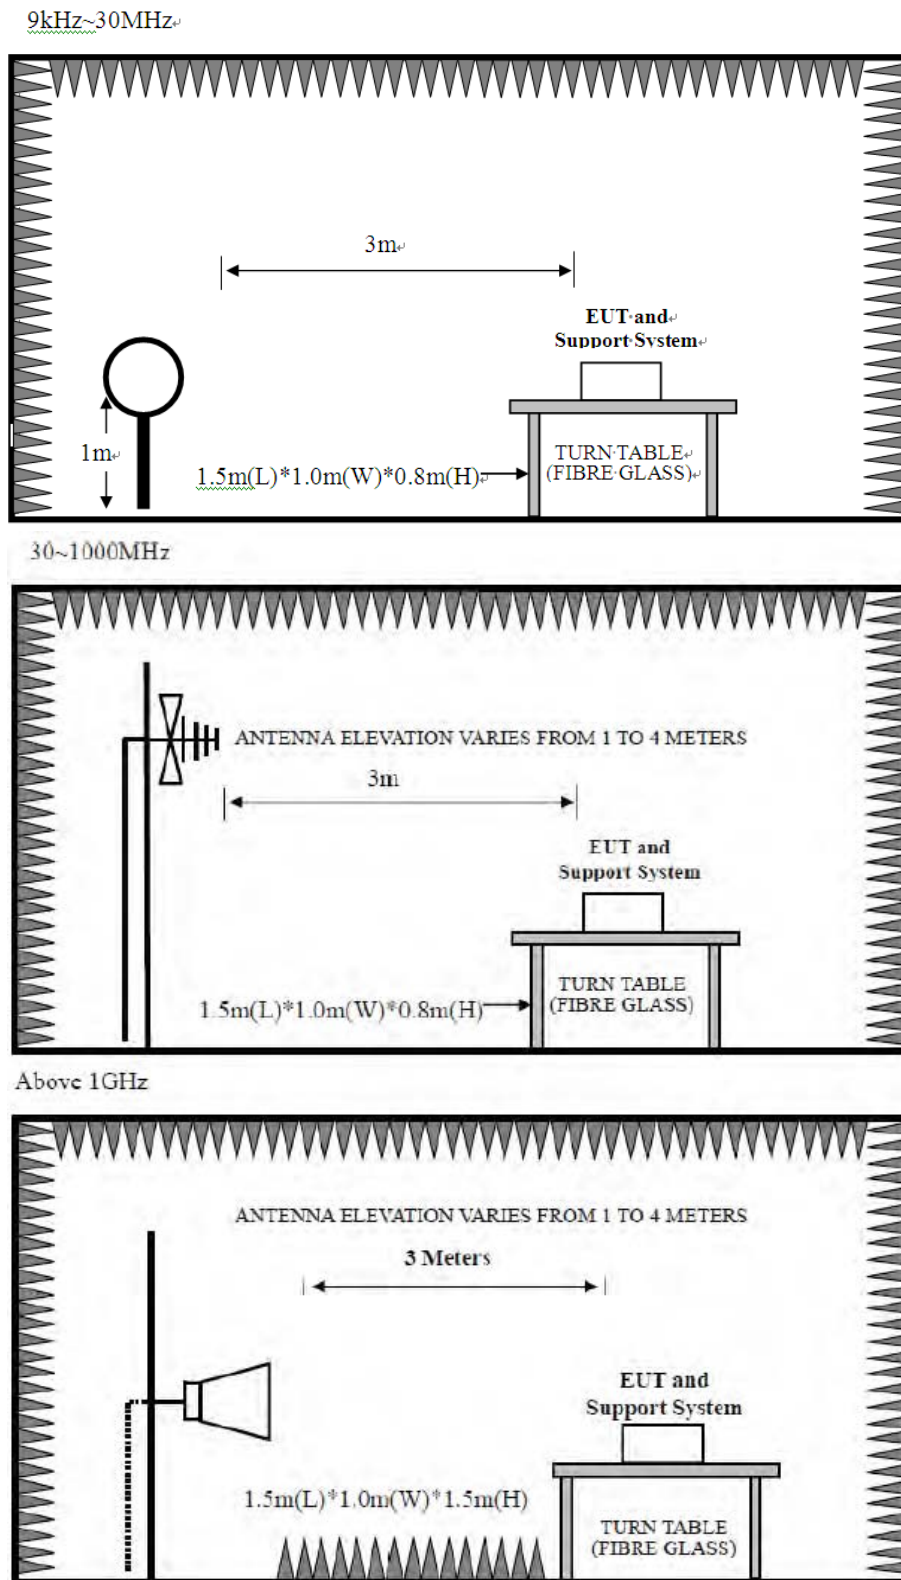 9kHz~30MHz
3m
EUT and
Support System
1m
1.5m(L)*1.0m(W)*0.8m(H)
TURN TABLE
(FIBRE GLASS)
30~1000MHz
ANTENNA ELEVATION VARIES FROM 1 TO 4 METERS
3m
EUT and
Support System
1.5m(L)*1.0m(W)*0.8m(H)
TURN TABLE
(FIBRE GLASS)
Above 1GHz
ANTENNA ELEVATION VARIES FROM 1 TO 4 METERS
3 Meters
EUT and
Support System
1.5m(L)*1.0m(W)*1.5m(H)
TURN TABLE
(FIBRE GLASS)